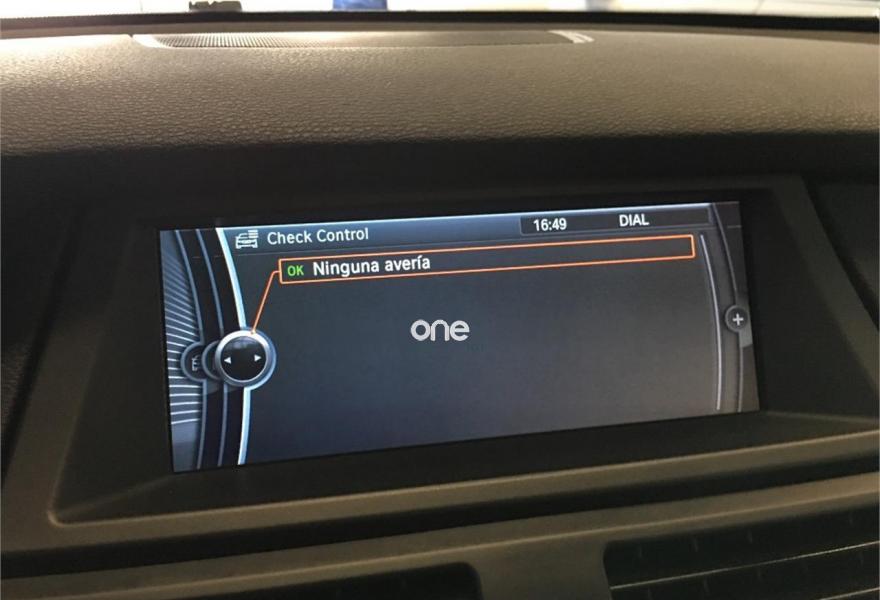 Check Control
16:49
DIAL
OK Ninguna avería
one